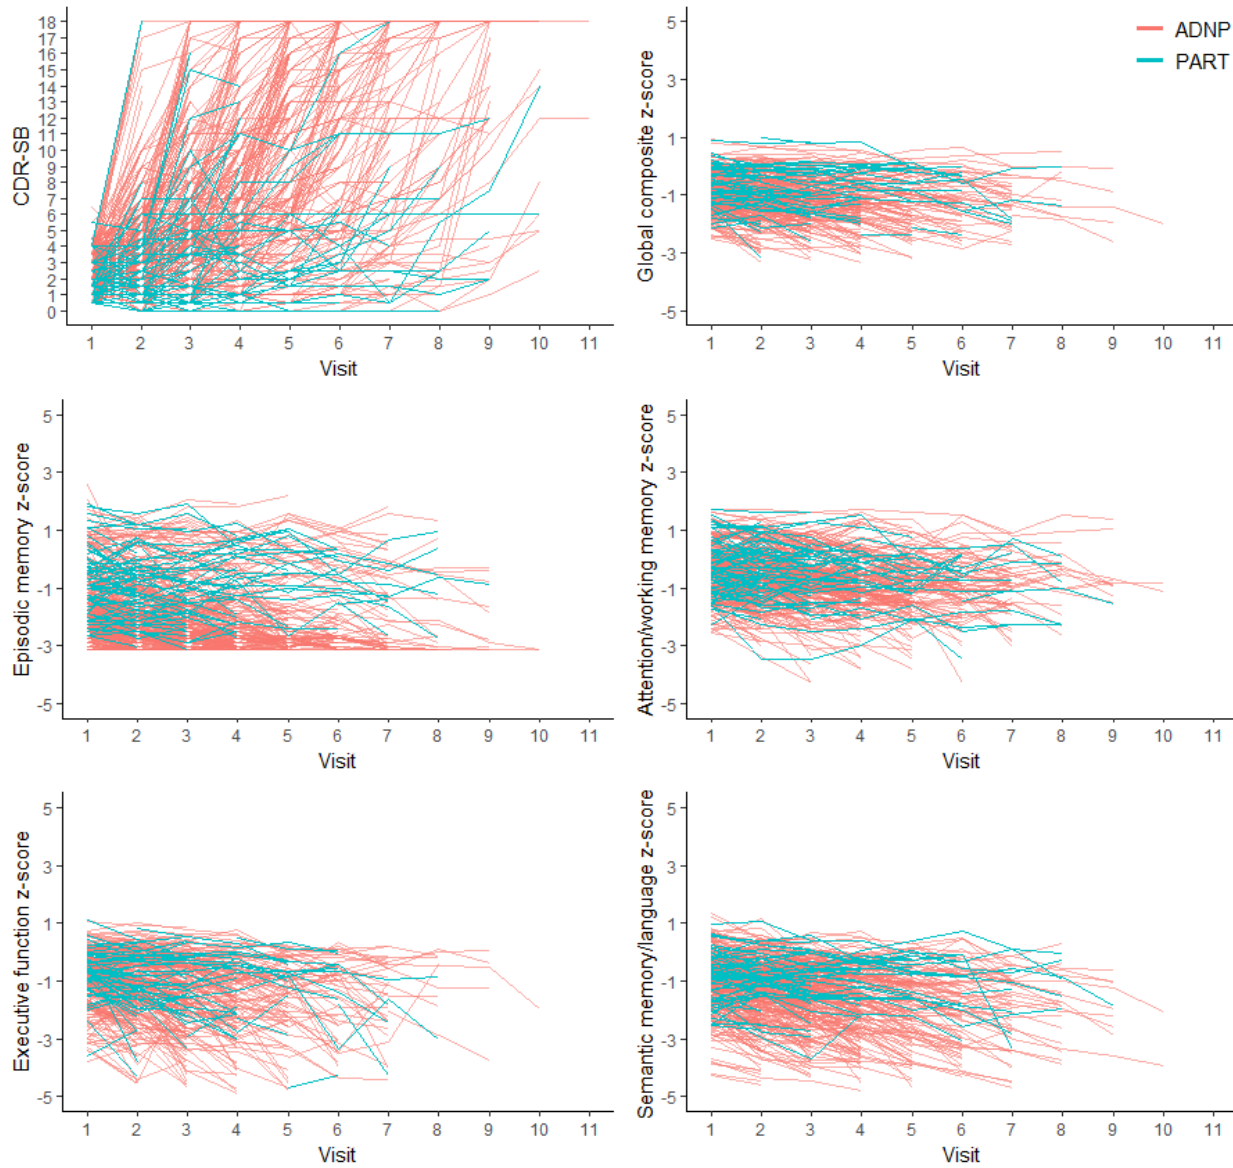 CDR-SB
18
17
16
15
14
13
12
11
10
9
8
7
6
5
4
3
2
1
0
1 2 3 4 5 6 7 8 9 10 11
Visit
Global composite z-score
5
3
1
-1
-3
-5
1 2 3 4 5 6 7 8 9 10 11
Visit
ADNP
PART
Episodic memory z-score
5
3
1
-1
-3
-5
1 2 3 4 5 6 7 8 9 10 11
Visit
Attention/working memory z-score
5
3
1
-1
-3
-5
1 2 3 4 5 6 7 8 9 10 11
Visit
Executive function z-score
5
3
1
-1
-3
-5
1 2 3 4 5 6 7 8 9 10 11
Visit
Semantic memory/language z-score
5
3
1
-1
-3
-5
1 2 3 4 5 6 7 8 9 10 11
Visit